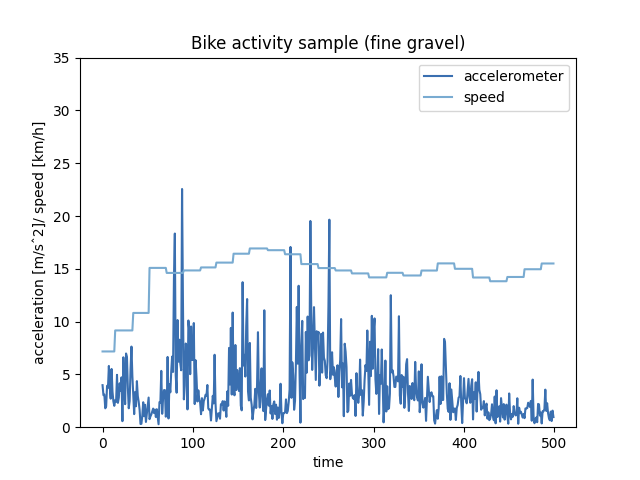 Bike activity sample (fine gravel)
accelerometer
speed
acceleration [m/s^2]/ speed [km/h]
35
30
25
20
15
10
5
0
0 100 200 300 400 500
time